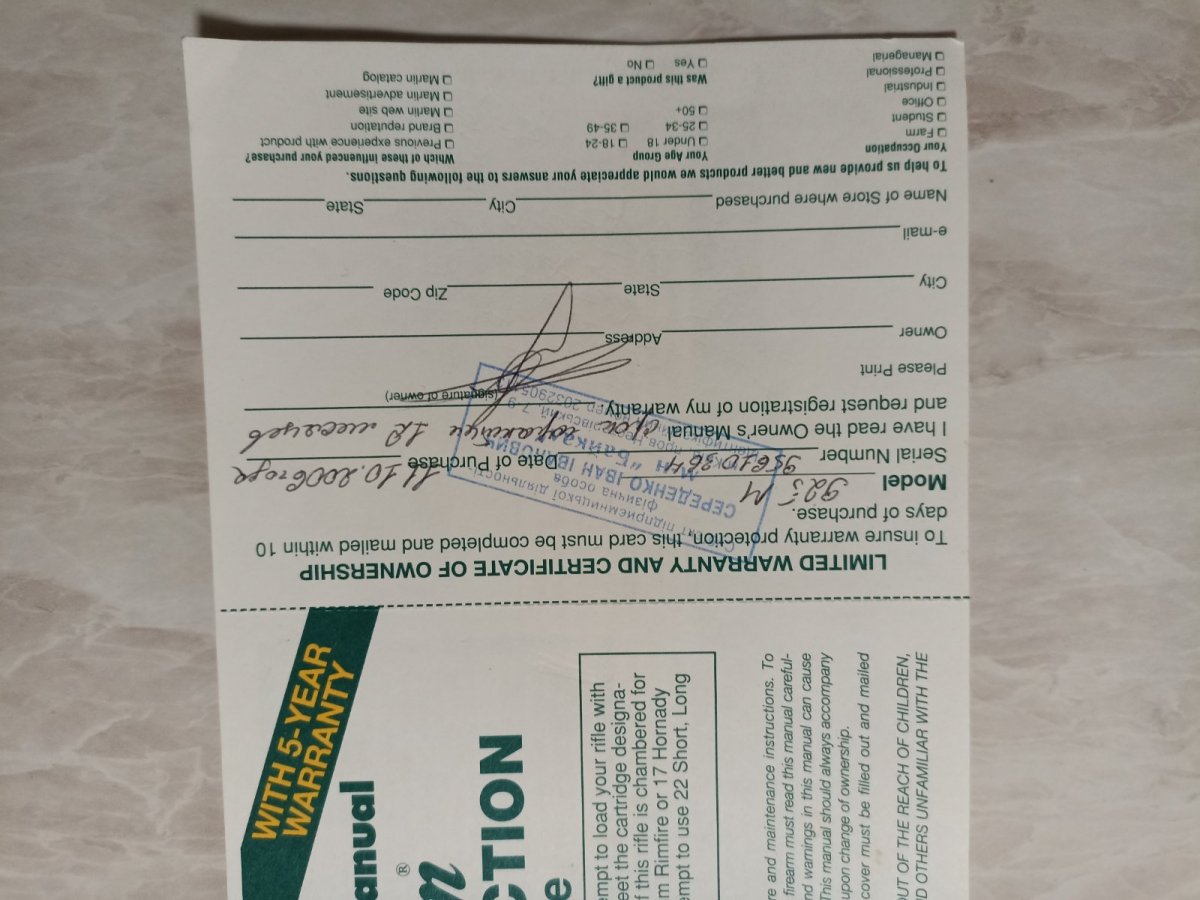 LIMITED WARRANTY AND CERTIFICATE OF OWNERSHIP
To insure warranty protection, this card must be completed and mailed within 10
days of purchase.
Model 925 M
Serial Number Date of Purchase 11.10.2006 года
I have read the Owner's Manual срок гарантии 12 месяцев
and request registration of my warranty.
(signature of owner)
Please Print
Owner Address
City State Zip Code
e-mail
Name of Store where purchased City State
To help us provide new and better products we would appreciate your answers to the following questions.
Your Occupation
Farm
Student
Office
Industrial
Professional
Managerial
Your Age Group
Under 18 18-24
25-34 35-49
50+
Was this product a gift?
Yes No
Which of these influenced your purchase?
Previous experience with product
Brand reputation
Marlin web site
Marlin advertisement
Marlin catalog
підприємницької діяльності
фізична особа
СЕРЕДЕНКО ІВАН ІВАНОВИЧ
"Байкал"
WITH 5-YEAR
WARRANTY
anual
®
n
CTION
e
empt to load your rifle with
eet the cartridge designa-
f this rifle is chambered for
m Rimfire or 17 Hornady
empt to use 22 Short, Long
re and maintenance instructions. To
firearm must read this manual careful-
nd warnings in this manual can cause
This manual should always accompany
upon change of ownership.
cover must be filled out and mailed
OUT OF THE REACH OF CHILDREN,
ND OTHERS UNFAMILIAR WITH THE